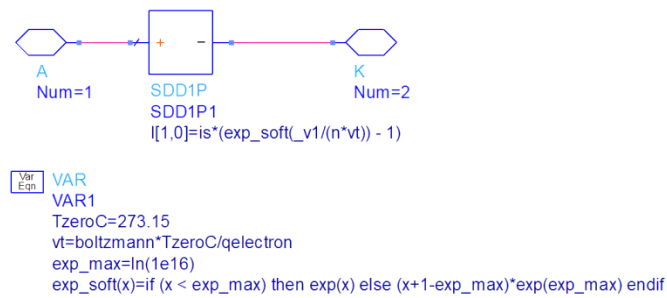 + −
A K
Num=1 SDD1P Num=2
SDD1P1
I[1,0]=is*(exp_soft(_v1/(n*vt)) - 1)
Var
Eqn VAR
VAR1
TzeroC=273.15
vt=boltzmann*TzeroC/qelectron
exp_max=ln(1e16)
exp_soft(x)=if (x < exp_max) then exp(x) else (x+1-exp_max)*exp(exp_max) endif